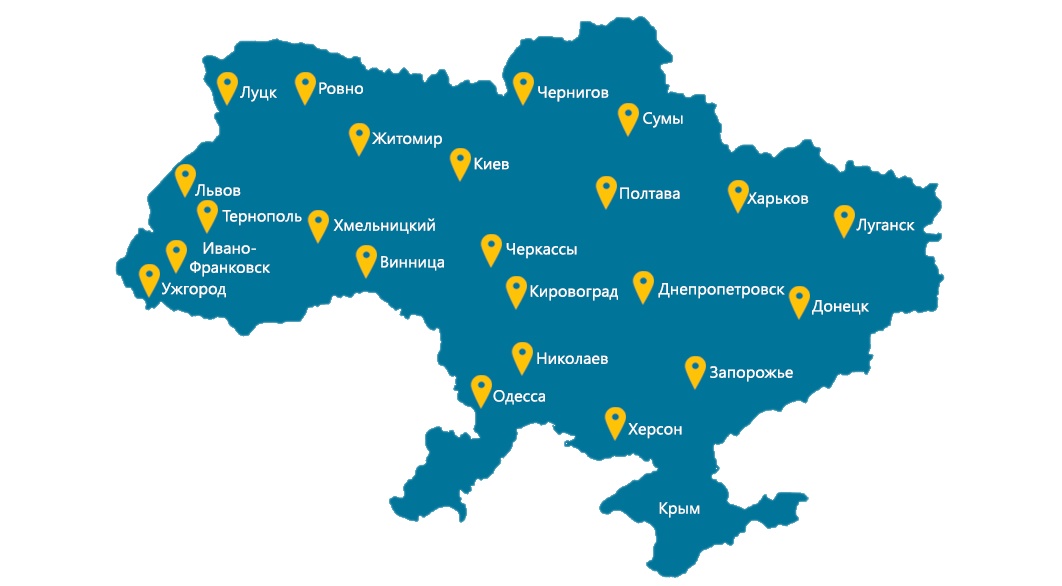 Луцк
Ровно
Чернигов
Сумы
Житомир
Киев
Львов
Полтава
Харьков
Тернополь
Хмельницкий
Луганск
Ивано-
Франковск
Черкассы
Винница
Ужгород
Кировоград
Днепропетровск
Донецк
Николаев
Запорожье
Одесса
Херсон
Крым